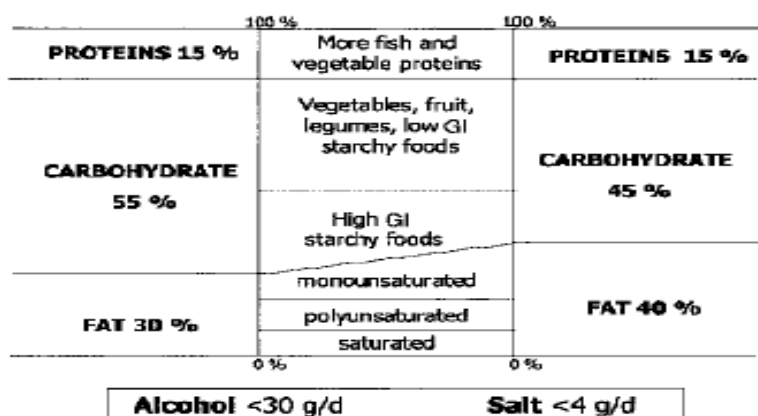 100 %
100 %
PROTEINS 15 %
More fish and
vegetable proteins
PROTEINS 15 %
Vegetables, fruit,
legumes, low GI
starchy foods
CARBOHYDRATE
55 %
CARBOHYDRATE
45 %
High GI
starchy foods
monounsaturated
FAT 30 %
polyunsaturated
FAT 40 %
saturated
0 %
0 %
Alcohol <30 g/d
Salt <4 g/d